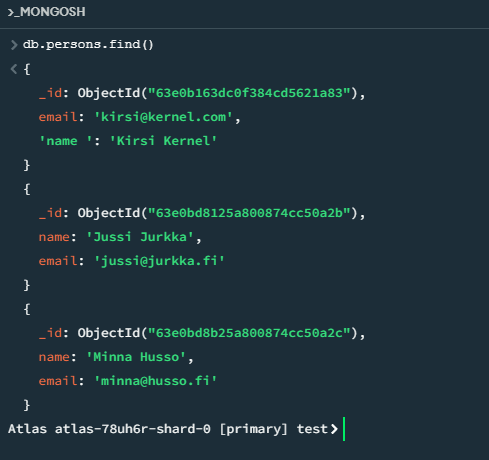 >_MONGOSH
> db.persons.find()
< {
_id: ObjectId("63e0b163dc0f384cd5621a83"),
email: 'kirsi@kernel.com',
'name ': 'Kirsi Kernel'
}
{
_id: ObjectId("63e0bd8125a800874cc50a2b"),
name: 'Jussi Jurkka',
email: 'jussi@jurkka.fi'
}
{
_id: ObjectId("63e0bd8b25a800874cc50a2c"),
name: 'Minna Husso',
email: 'minna@husso.fi'
}
Atlas atlas-78uh6r-shard-0 [primary] test>